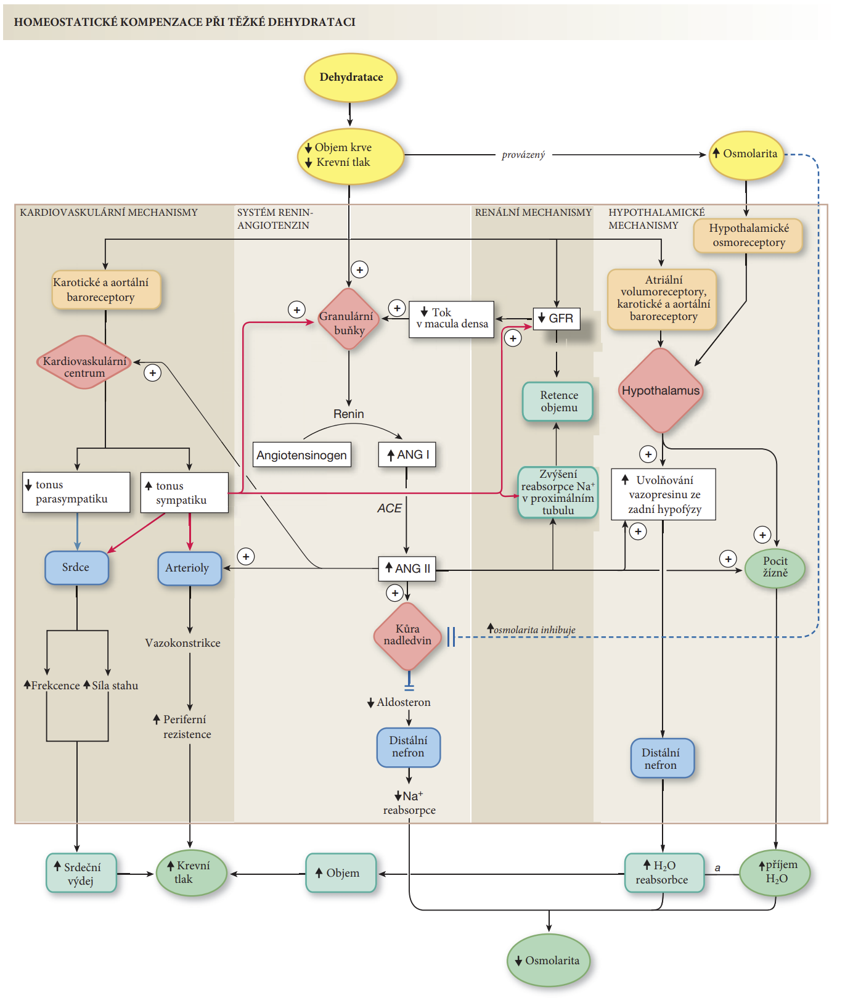 HOMEOSTATICKÉ KOMPENZACE PŘI TĚŽKÉ DEHYDRATACI
Dehydratace
Objem krve
Krevní tlak
provázený
Osmolarita
KARDIOVASKULÁRNÍ MECHANISMY
SYSTÉM RENIN-
ANGIOTENZIN
RENÁLNÍ MECHANISMY
HYPOTHALAMICKÉ
MECHANISMY
Hypothalamické
osmoreceptory
Karotické a aortální
baroreceptory
+
Atriální
volumoreceptory,
karotické a aortální
baroreceptory
+
Granulární
buňky
+
Tok
v macula densa
GFR
+
Kardiovaskulární
centrum
+
Retence
objemu
Hypothalamus
Renin
Angiotensinogen
ANG I
+
tonus
parasympatiku
tonus
sympatiku
ACE
Zvýšení
reabsorpce Na+
v proximálním
tubulu
Uvolňování
vazopresinu ze
zadní hypofýzy
+
+
Srdce
Arterioly
+
ANG II
+
Pocit
žízně
+
Kůra
nadledvin
osmolarita inhibuje
Vazokonstrikce
Frekcence
Síla stahu
Aldosteron
Periferní
rezistence
Distální
nefron
Distální
nefron
Na+
reabsorpce
Srdeční
výdej
Krevní
tlak
Objem
H2O
reabsorbce
a
příjem
H2O
Osmolarita